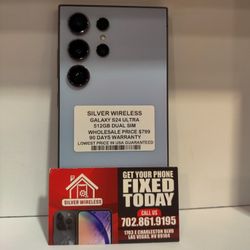 SILVER WIRELESS
GALAXY S24 ULTRA
512GB DUAL SIM
WHOLESALE PRICE $799
90 DAYS WARRANTY
LOWEST PRICE IN USA GUARANTEED
SILVER WIRELESS
GET YOUR PHONE
FIXED
TODAY
CALL US
702.861.9195
1703 E CHARLESTON BLVD
LAS VEGAS, NV 89104